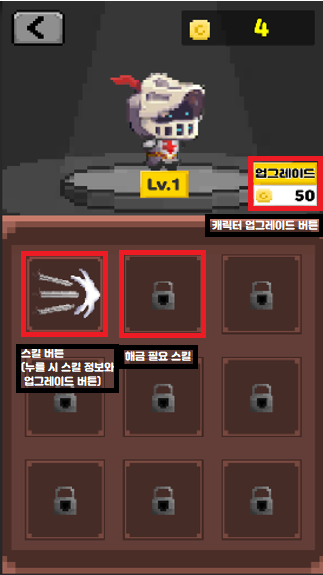 4
Lv.1
업그레이드
50
캐릭터 업그레이드 버튼
스킬 버튼
(누를 시 스킬 정보와
업그레이드 버튼)
해금 필요 스킬